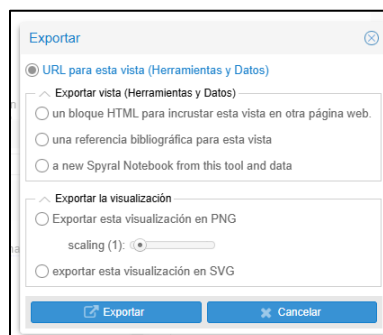 Exportar
URL para esta vista (Herramientas y Datos)
Exportar vista (Herramientas y Datos)
un bloque HTML para incrustar esta vista en otra página web.
una referencia bibliográfica para esta vista
a new Spyral Notebook from this tool and data
Exportar la visualización
Exportar esta visualización en PNG
scaling (1):
exportar esta visualización en SVG
Exportar
Cancelar